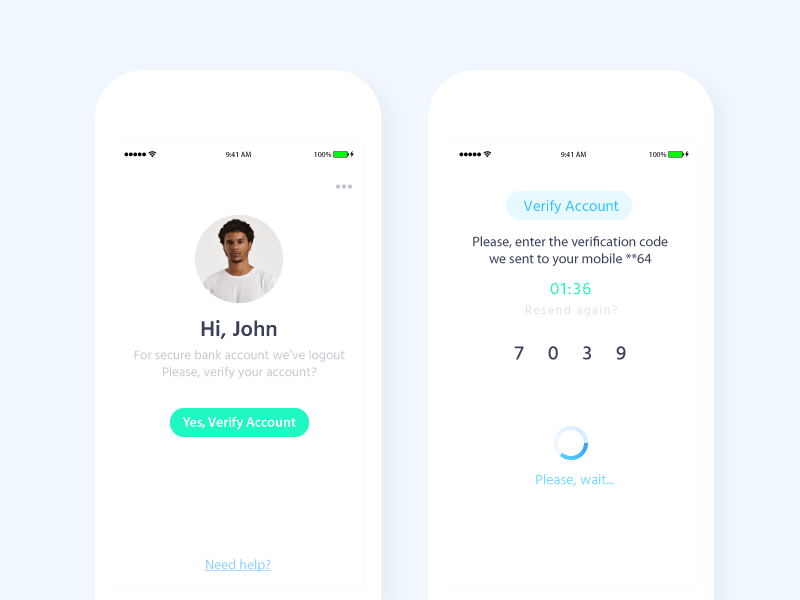 9:41 AM
100%
Hi, John
For secure bank account we've logout
Please, verify your account?
Yes, Verify Account
Need help?
9:41 AM
100%
Verify Account
Please, enter the verification code
we sent to your mobile **64
01:36
Resend again?
7 0 3 9
Please, wait...